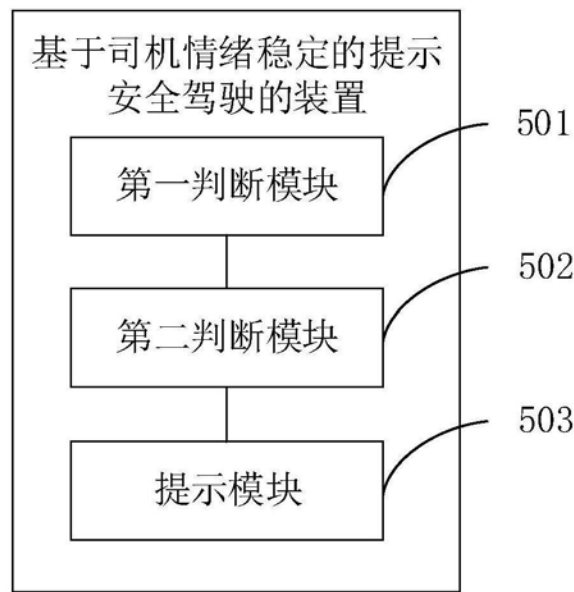 基于司机情绪稳定的提示
安全驾驶的装置
501
第一判断模块
502
第二判断模块
503
提示模块